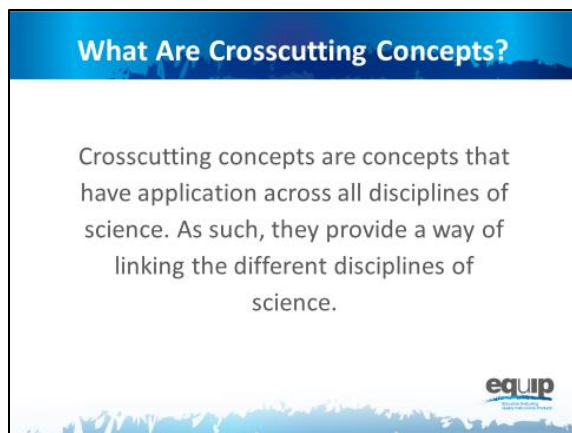 What Are Crosscutting Concepts?
Crosscutting concepts are concepts that
have application across all disciplines of
science. As such, they provide a way of
linking the different disciplines of
science.
equip